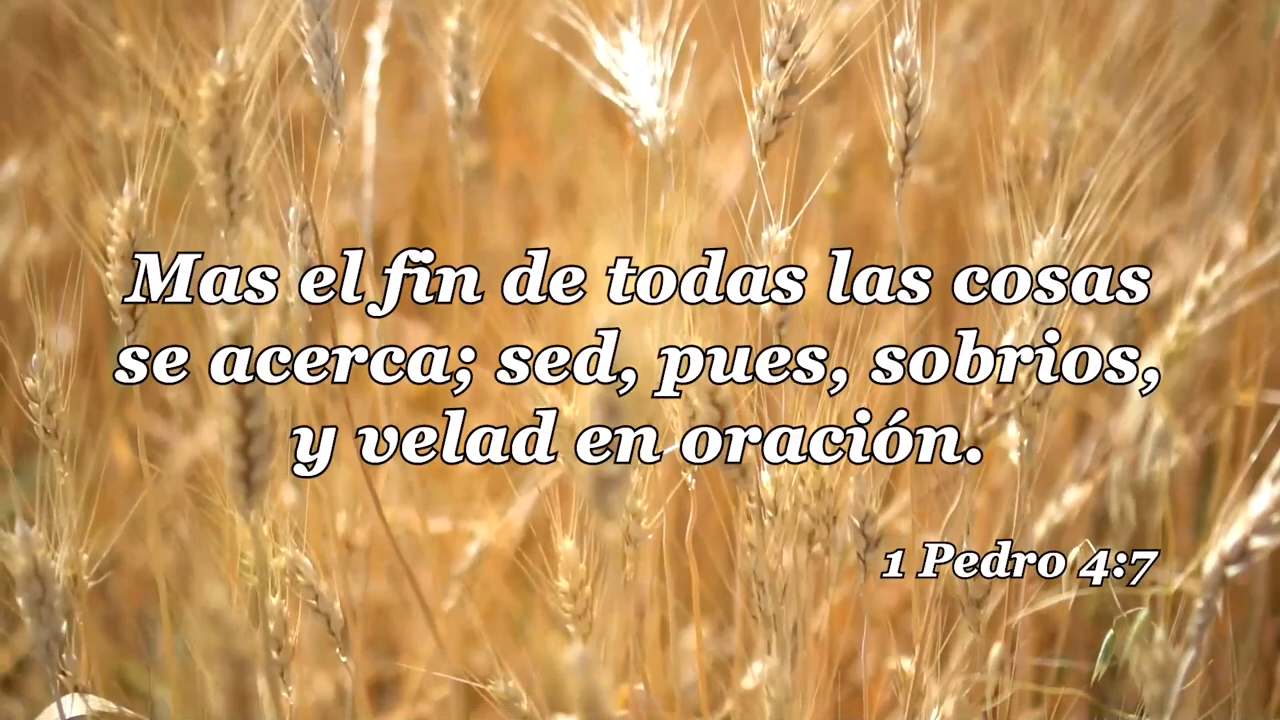 Mas el fin de todas las cosas
se acerca; sed, pues, sobrios,
y velad en oración.
1 Pedro 4:7